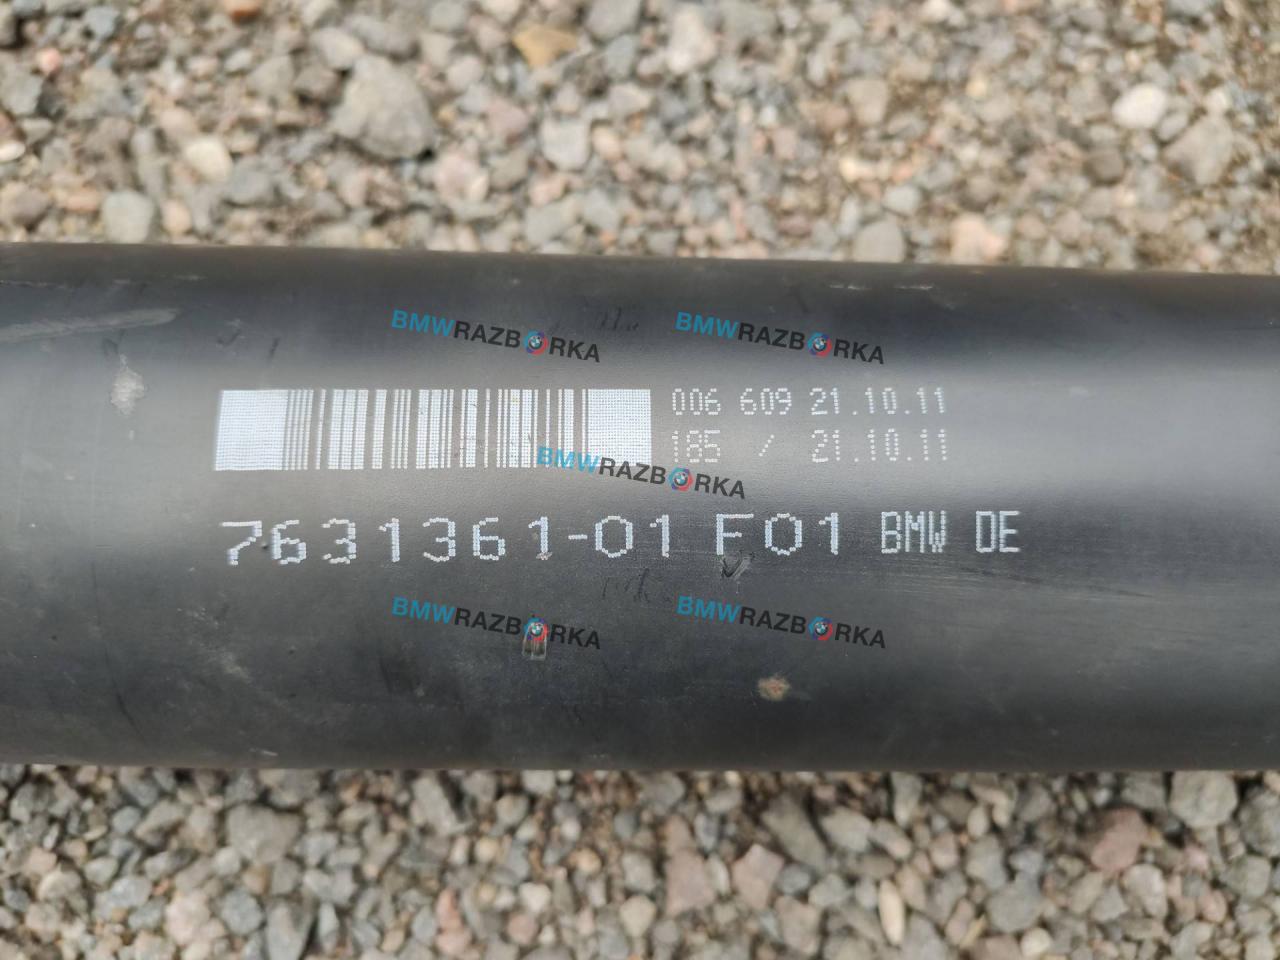 BMWRAZBORKA BMWRAZBORKA
006 609 21.10.11
185 / 21.10.11
BMWRAZBORKA
7631361-01 F01 BMW DE
BMWRAZBORKA BMWRAZBORKA